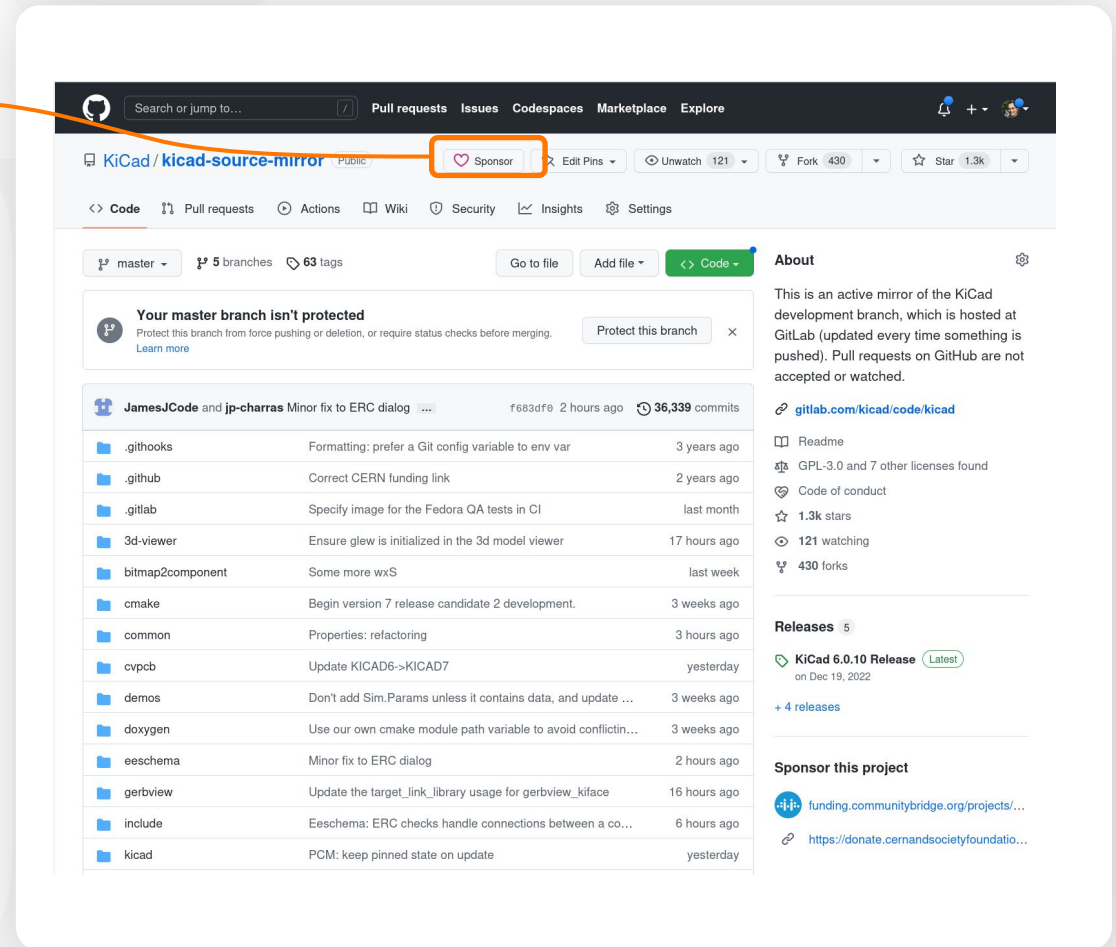 Search or jump to... / Pull requests Issues Codespaces Marketplace Explore
KiCad / kicad-source-mirror Public Sponsor Edit Pins Unwatch 121 Fork 430 Star 1.3k
<> Code Pull requests Actions Wiki Security Insights Settings
master 5 branches 63 tags Go to file Add file <> Code
Your master branch isn't protected
Protect this branch from force pushing or deletion, or require status checks before merging.
Learn more
Protect this branch ×
JamesJCode and jp-charras Minor fix to ERC dialog ... f683df0 2 hours ago 36,339 commits
.githooks Formatting: prefer a Git config variable to env var 3 years ago
.github Correct CERN funding link 2 years ago
.gitlab Specify image for the Fedora QA tests in CI last month
3d-viewer Ensure glew is initialized in the 3d model viewer 17 hours ago
bitmap2component Some more wxS last week
cmake Begin version 7 release candidate 2 development. 3 weeks ago
common Properties: refactoring 3 hours ago
cvpcb Update KICAD6->KICAD7 yesterday
demos Don't add Sim.Params unless it contains data, and update ... 3 weeks ago
doxygen Use our own cmake module path variable to avoid conflictin... 3 weeks ago
eeschema Minor fix to ERC dialog 2 hours ago
gerbview Update the target_link_library usage for gerbview_kiface 16 hours ago
include Eeschema: ERC checks handle connections between a co... 6 hours ago
kicad PCM: keep pinned state on update yesterday
About
This is an active mirror of the KiCad
development branch, which is hosted at
GitLab (updated every time something is
pushed). Pull requests on GitHub are not
accepted or watched.
gitlab.com/kicad/code/kicad
Readme
GPL-3.0 and 7 other licenses found
Code of conduct
1.3k stars
121 watching
430 forks
Releases 5
KiCad 6.0.10 Release Latest
on Dec 19, 2022
+ 4 releases
Sponsor this project
funding.communitybridge.org/projects/...
https://donate.cernandsocietyfoundatio...